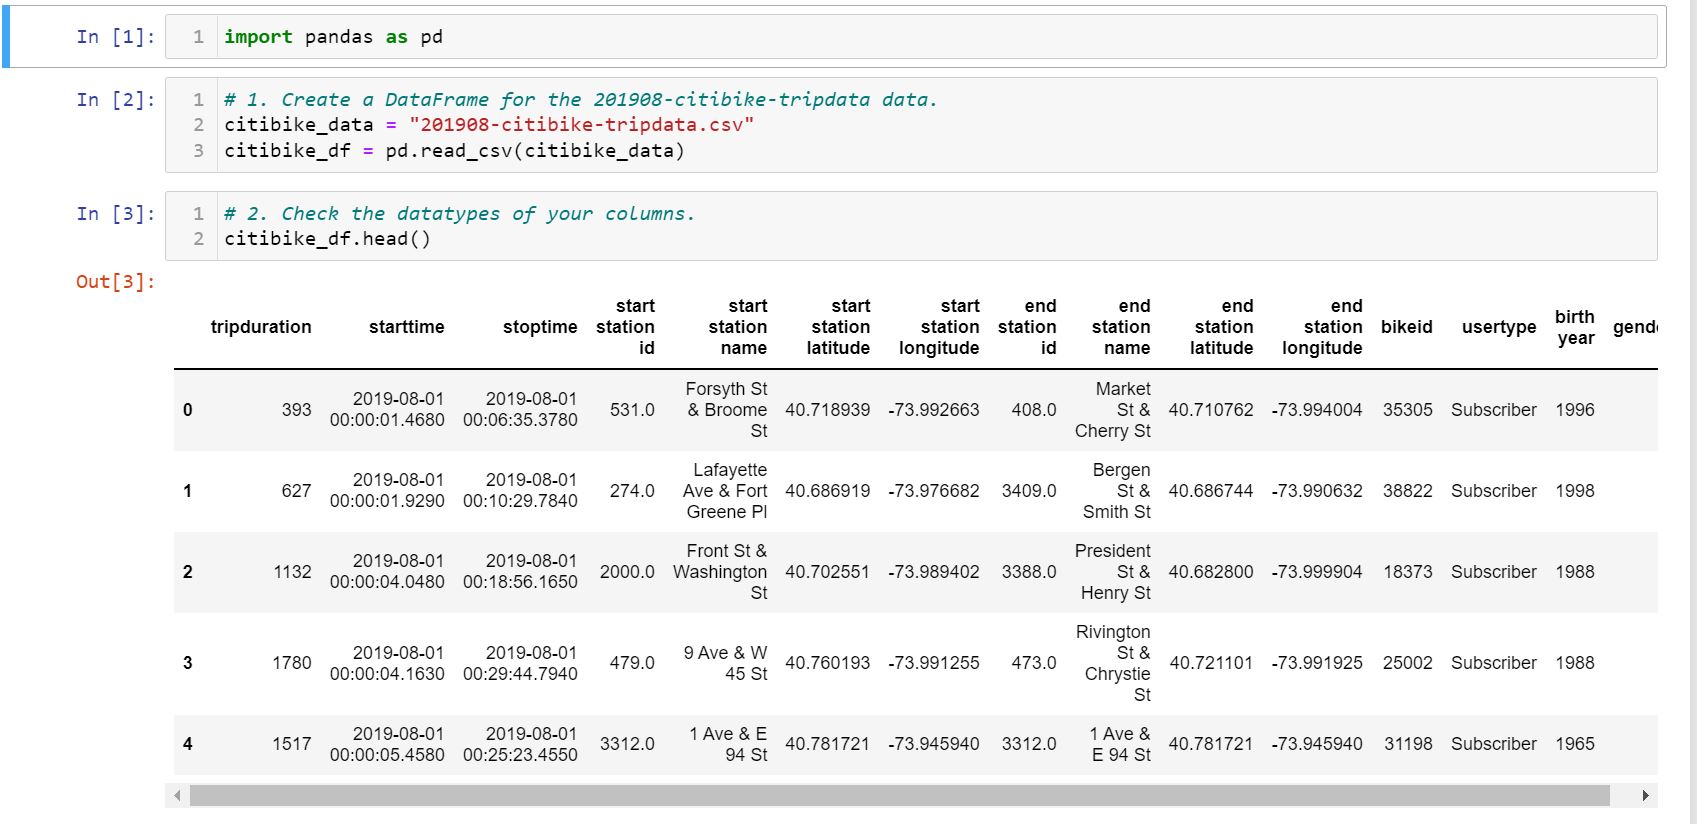 In [1]: 1 import pandas as pd
In [2]: 1 # 1. Create a DataFrame for the 201908-citibike-tripdata data.
2 citibike_data = "201908-citibike-tripdata.csv"
3 citibike_df = pd.read_csv(citibike_data)
In [3]: 1 # 2. Check the datatypes of your columns.
2 citibike_df.head()
Out[3]:
tripduration starttime stoptime start station id start station name start station latitude start station longitude end station id end station name end station latitude end station longitude bikeid usertype birth year gend
0 393 2019-08-01 00:00:01.4680 2019-08-01 00:06:35.3780 531.0 Forsyth St & Broome St 40.718939 -73.992663 408.0 Market St & Cherry St 40.710762 -73.994004 35305 Subscriber 1996
1 627 2019-08-01 00:00:01.9290 2019-08-01 00:10:29.7840 274.0 Lafayette Ave & Fort Greene Pl 40.686919 -73.976682 3409.0 Bergen St & Smith St 40.686744 -73.990632 38822 Subscriber 1998
2 1132 2019-08-01 00:00:04.0480 2019-08-01 00:18:56.1650 2000.0 Front St & Washington St 40.702551 -73.989402 3388.0 President St & Henry St 40.682800 -73.999904 18373 Subscriber 1988
3 1780 2019-08-01 00:00:04.1630 2019-08-01 00:29:44.7940 479.0 9 Ave & W 45 St 40.760193 -73.991255 473.0 Rivington St & Chrystie St 40.721101 -73.991925 25002 Subscriber 1988
4 1517 2019-08-01 00:00:05.4580 2019-08-01 00:25:23.4550 3312.0 1 Ave & E 94 St 40.781721 -73.945940 3312.0 1 Ave & E 94 St 40.781721 -73.945940 31198 Subscriber 1965